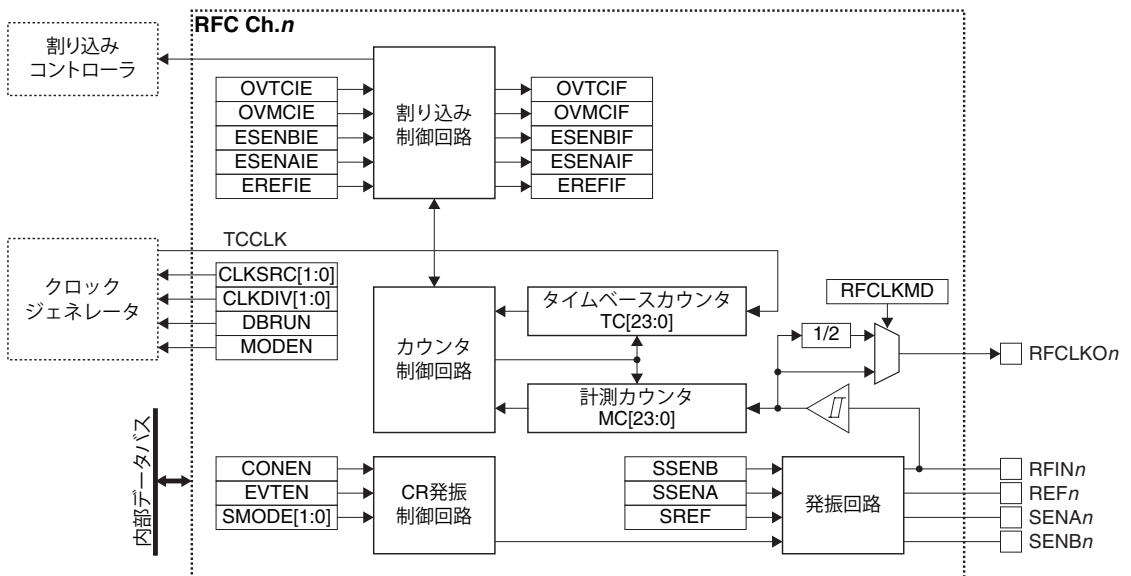 RFC Ch.n
割り込み
コントローラ
OVTCIE
OVMCIE
ESENBIE
ESENAIE
EREFIE
割り込み
制御回路
OVTCIF
OVMCIF
ESENBIF
ESENAIF
EREFIF
TCCLK
クロック
ジェネレータ
CLKSRC[1:0]
CLKDIV[1:0]
DBRUN
MODEN
カウンタ
制御回路
タイムベースカウンタ
TC[23:0]
計測カウンタ
MC[23:0]
RFCLKMD
1/2
RFCLKOn
内部データバス
CONEN
EVTEN
SMODE[1:0]
CR発振
制御回路
SSENB
SSENA
SREF
発振回路
RFINn
REFn
SENAn
SENBn